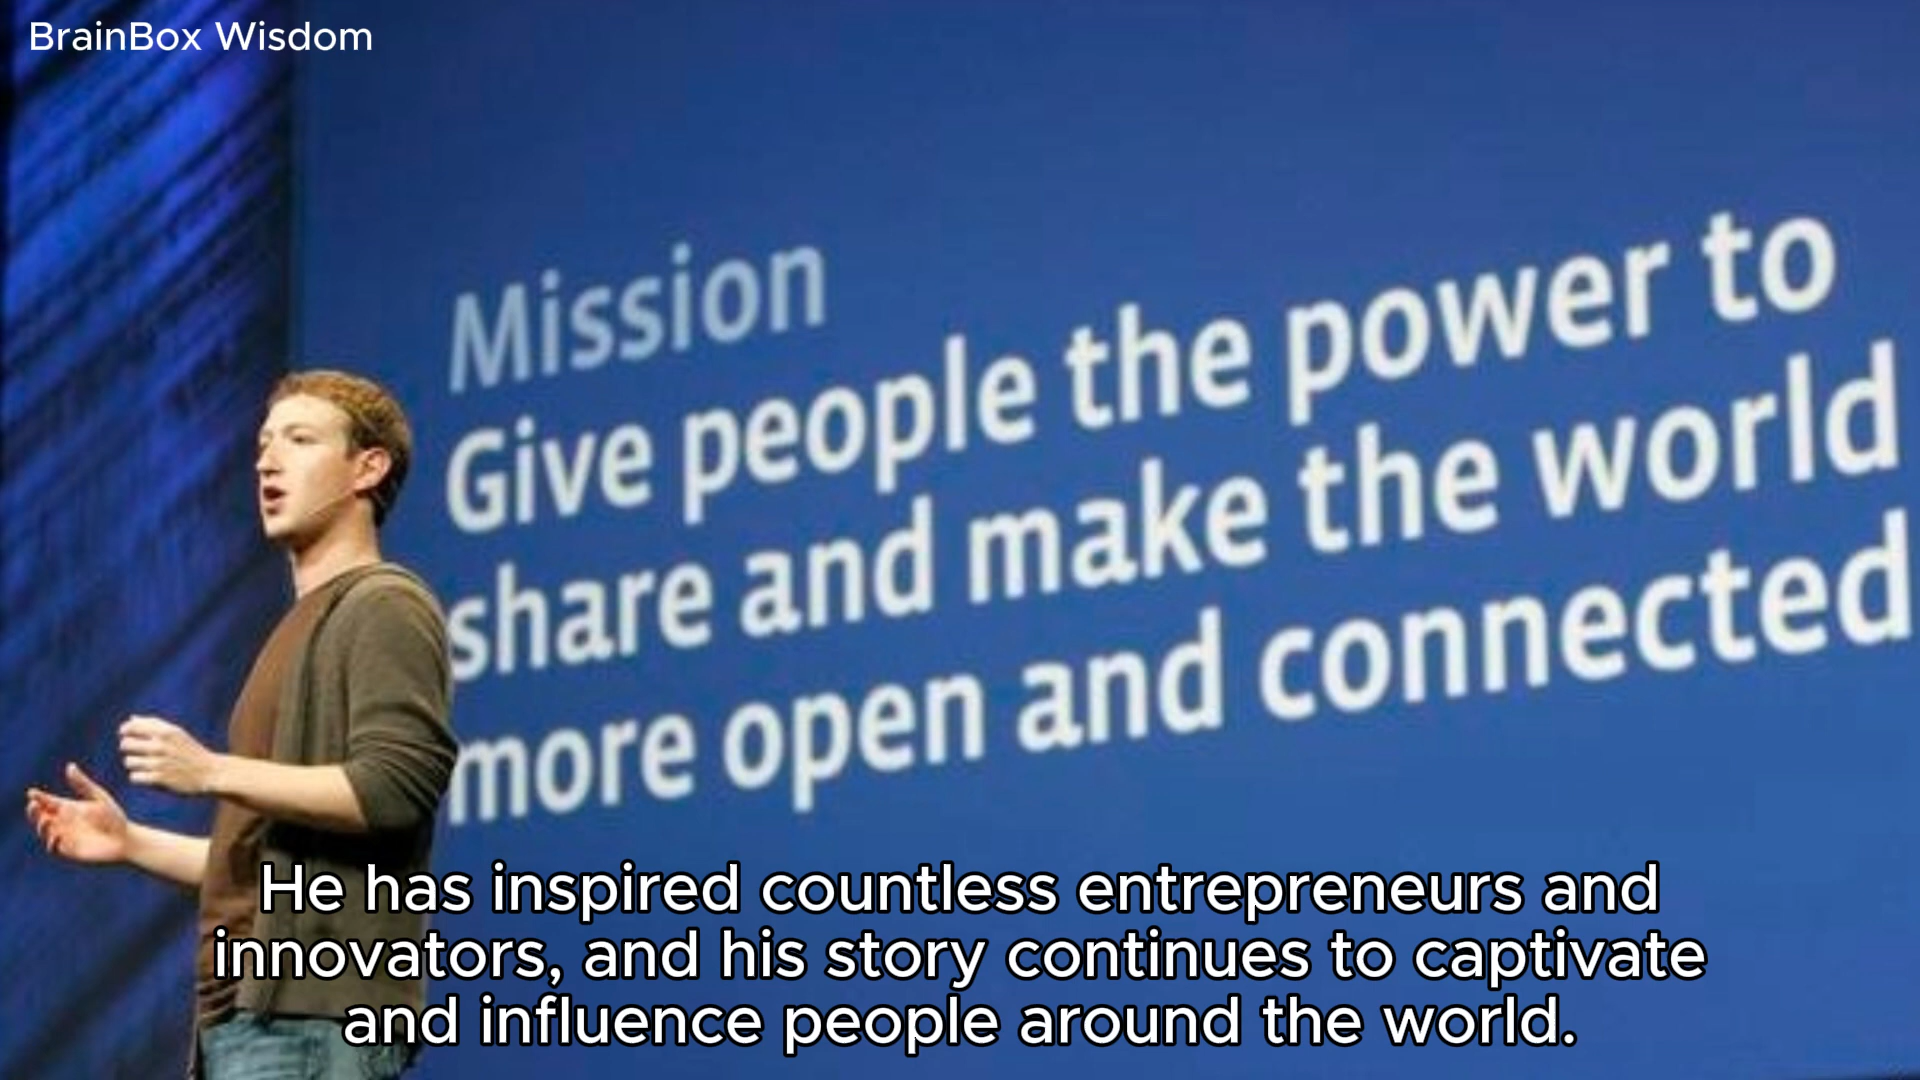 BrainBox Wisdom
Mission
Give people the power to
share and make the world
more open and connected
He has inspired countless entrepreneurs and
innovators, and his story continues to captivate
and influence people around the world.